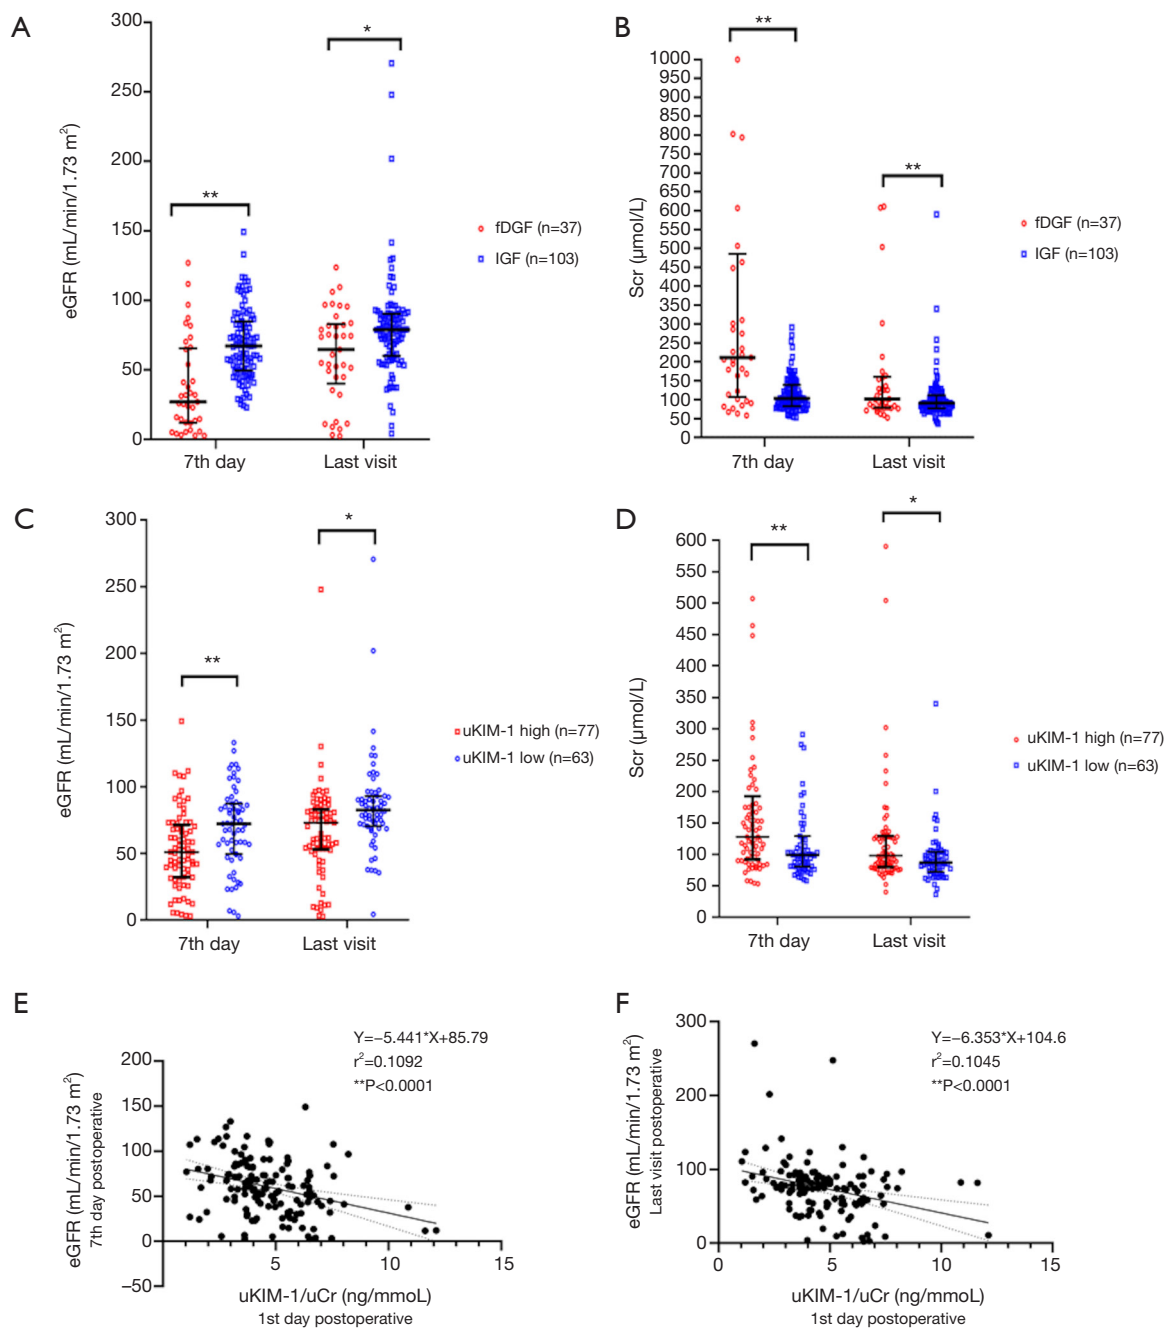 A
300
250
200
150
100
50
0
eGFR (mL/min/1.73 m²)
**
*
7th day
Last visit
fDGF (n=37)
IGF (n=103)
B
1000
950
900
850
800
750
700
650
600
550
500
450
400
350
300
250
200
150
100
50
0
Scr (μmol/L)
**
**
7th day
Last visit
fDGF (n=37)
IGF (n=103)
C
300
250
200
150
100
50
0
eGFR (mL/min/1.73 m²)
**
*
7th day
Last visit
uKIM-1 high (n=77)
uKIM-1 low (n=63)
D
600
550
500
450
400
350
300
250
200
150
100
50
0
Scr (μmol/L)
**
*
7th day
Last visit
uKIM-1 high (n=77)
uKIM-1 low (n=63)
E
Y=−5.441*X+85.79
r²=0.1092
**P<0.0001
200
150
100
50
0
−50
eGFR (mL/min/1.73 m²)
7th day postoperative
5
10
15
uKIM-1/uCr (ng/mmoL)
1st day postoperative
F
Y=−6.353*X+104.6
r²=0.1045
**P<0.0001
300
200
100
0
eGFR (mL/min/1.73 m²)
Last visit postoperative
0
5
10
15
uKIM-1/uCr (ng/mmoL)
1st day postoperative